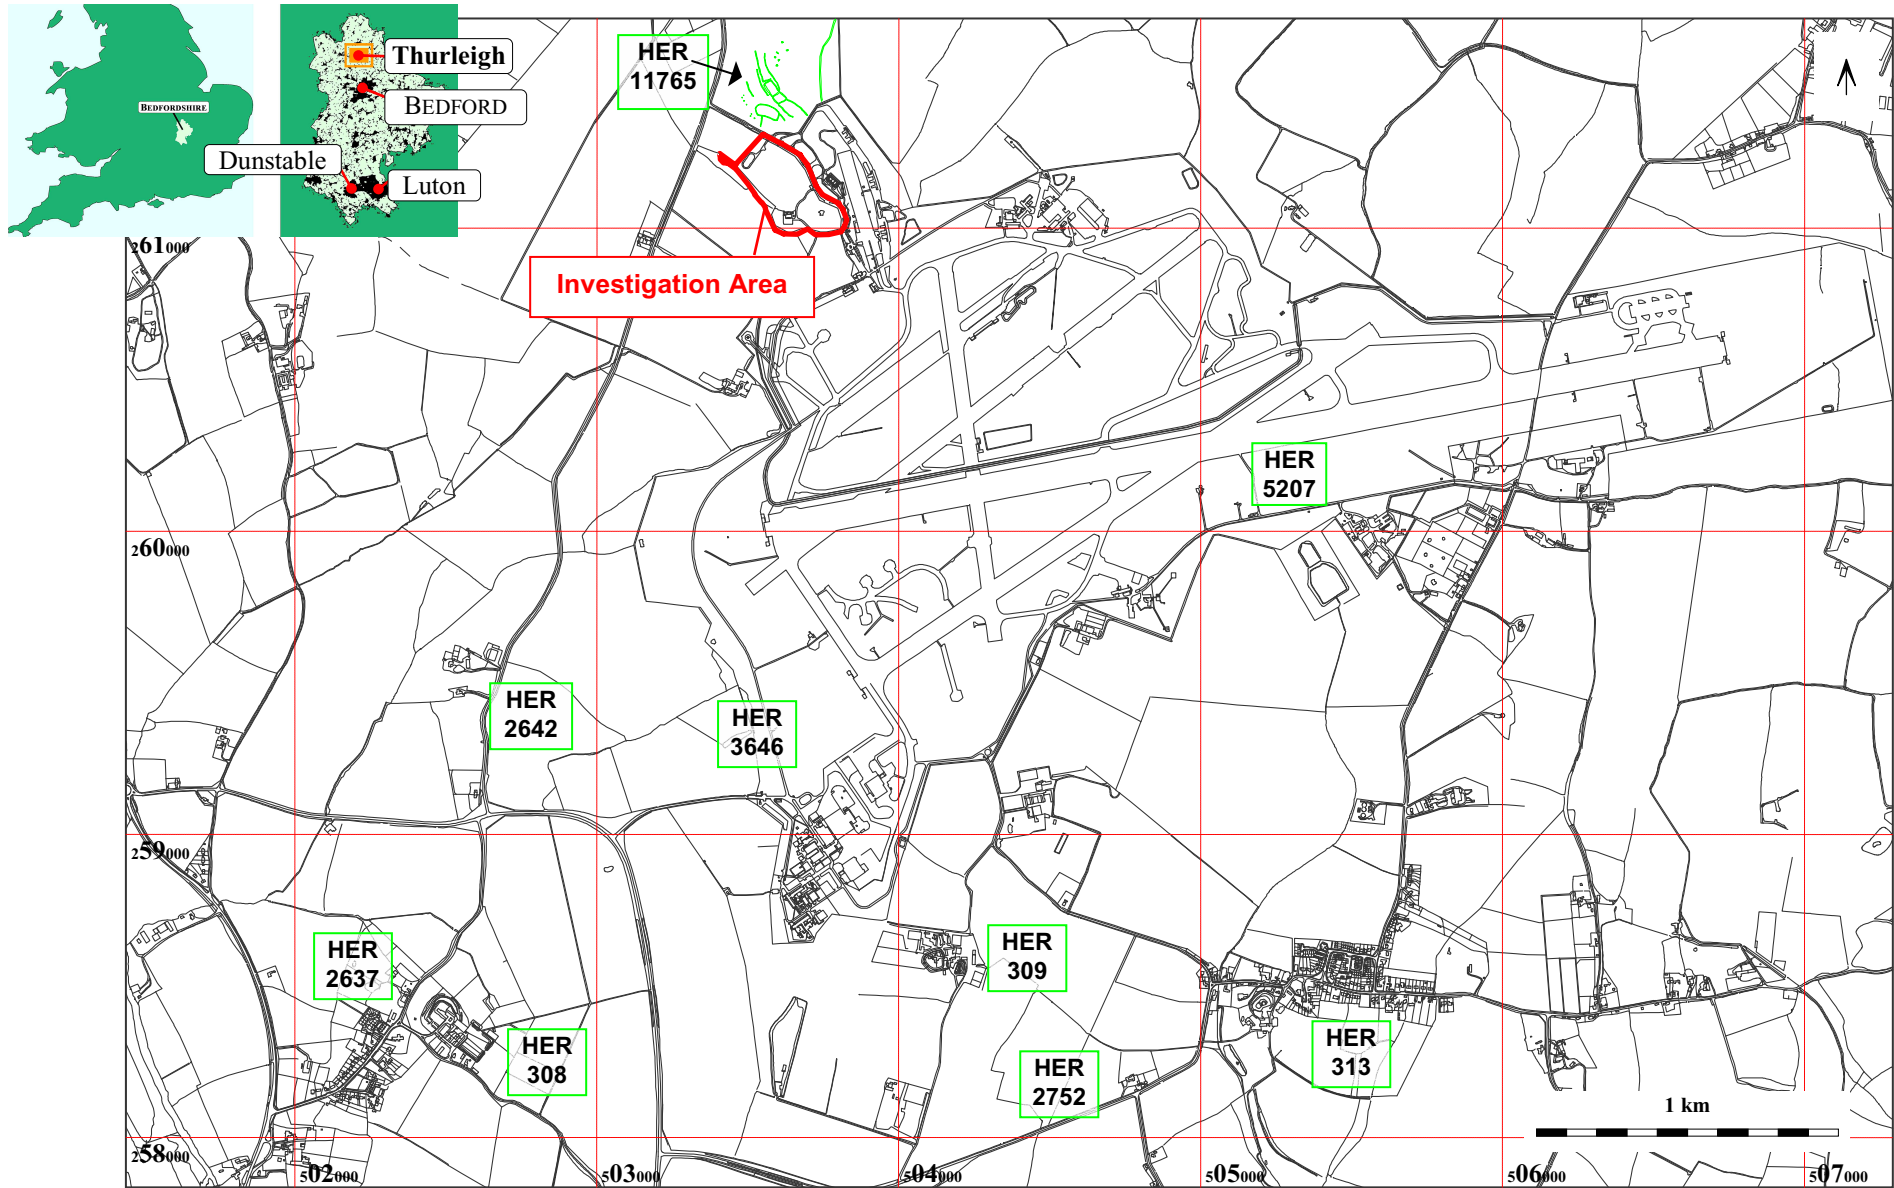 BEDFORDSHIRE
Thurleigh
BEDFORD
Dunstable
Luton
HER
11765
Investigation Area
HER
5207
HER
2642
HER
3646
HER
2637
HER
308
HER
309
HER
2752
HER
313
1 km
261000
260000
259000
258000
502000
503000
504000
505000
506000
507000